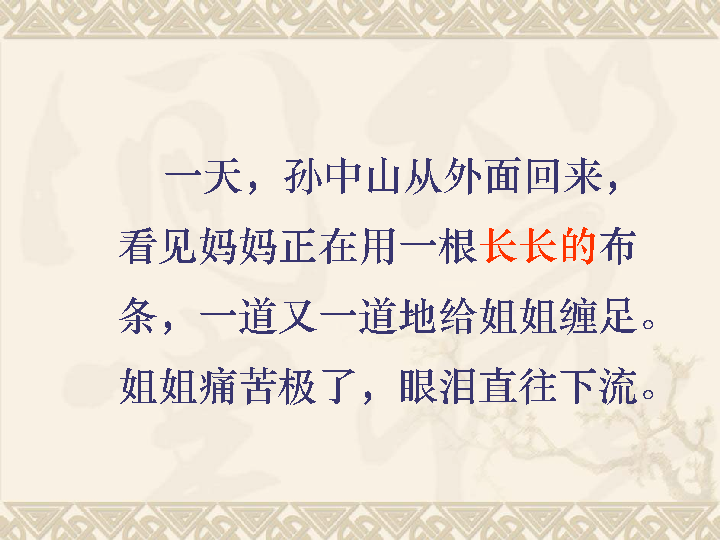 一天，孙中山从外面回来，
看见妈妈正在用一根长长的布
条，一道又一道地给姐姐缠足。
姐姐痛苦极了，眼泪直往下流。